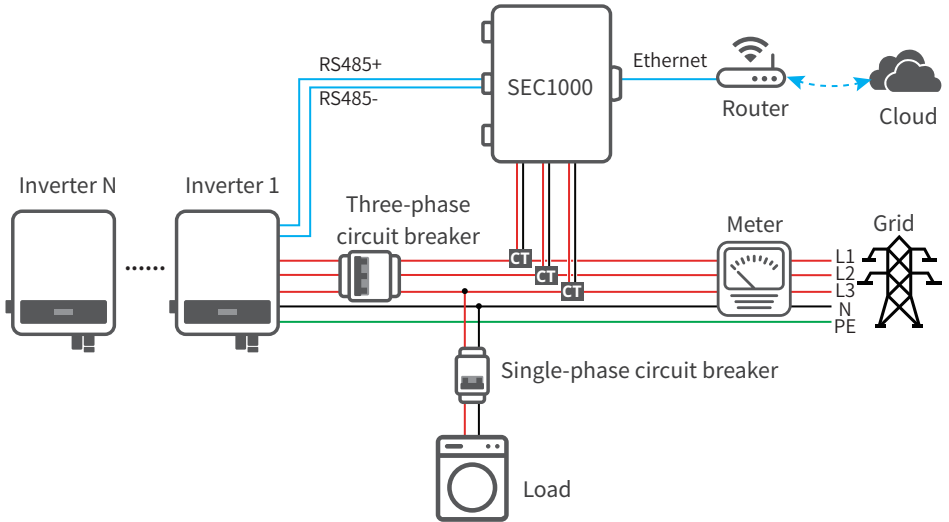 RS485+
RS485-
SEC1000
Ethernet
Router
Cloud
Inverter N
Inverter 1
Three-phase
circuit breaker
Meter
Grid
CT
CT
CT
L1
L2
L3
N
PE
Single-phase circuit breaker
Load